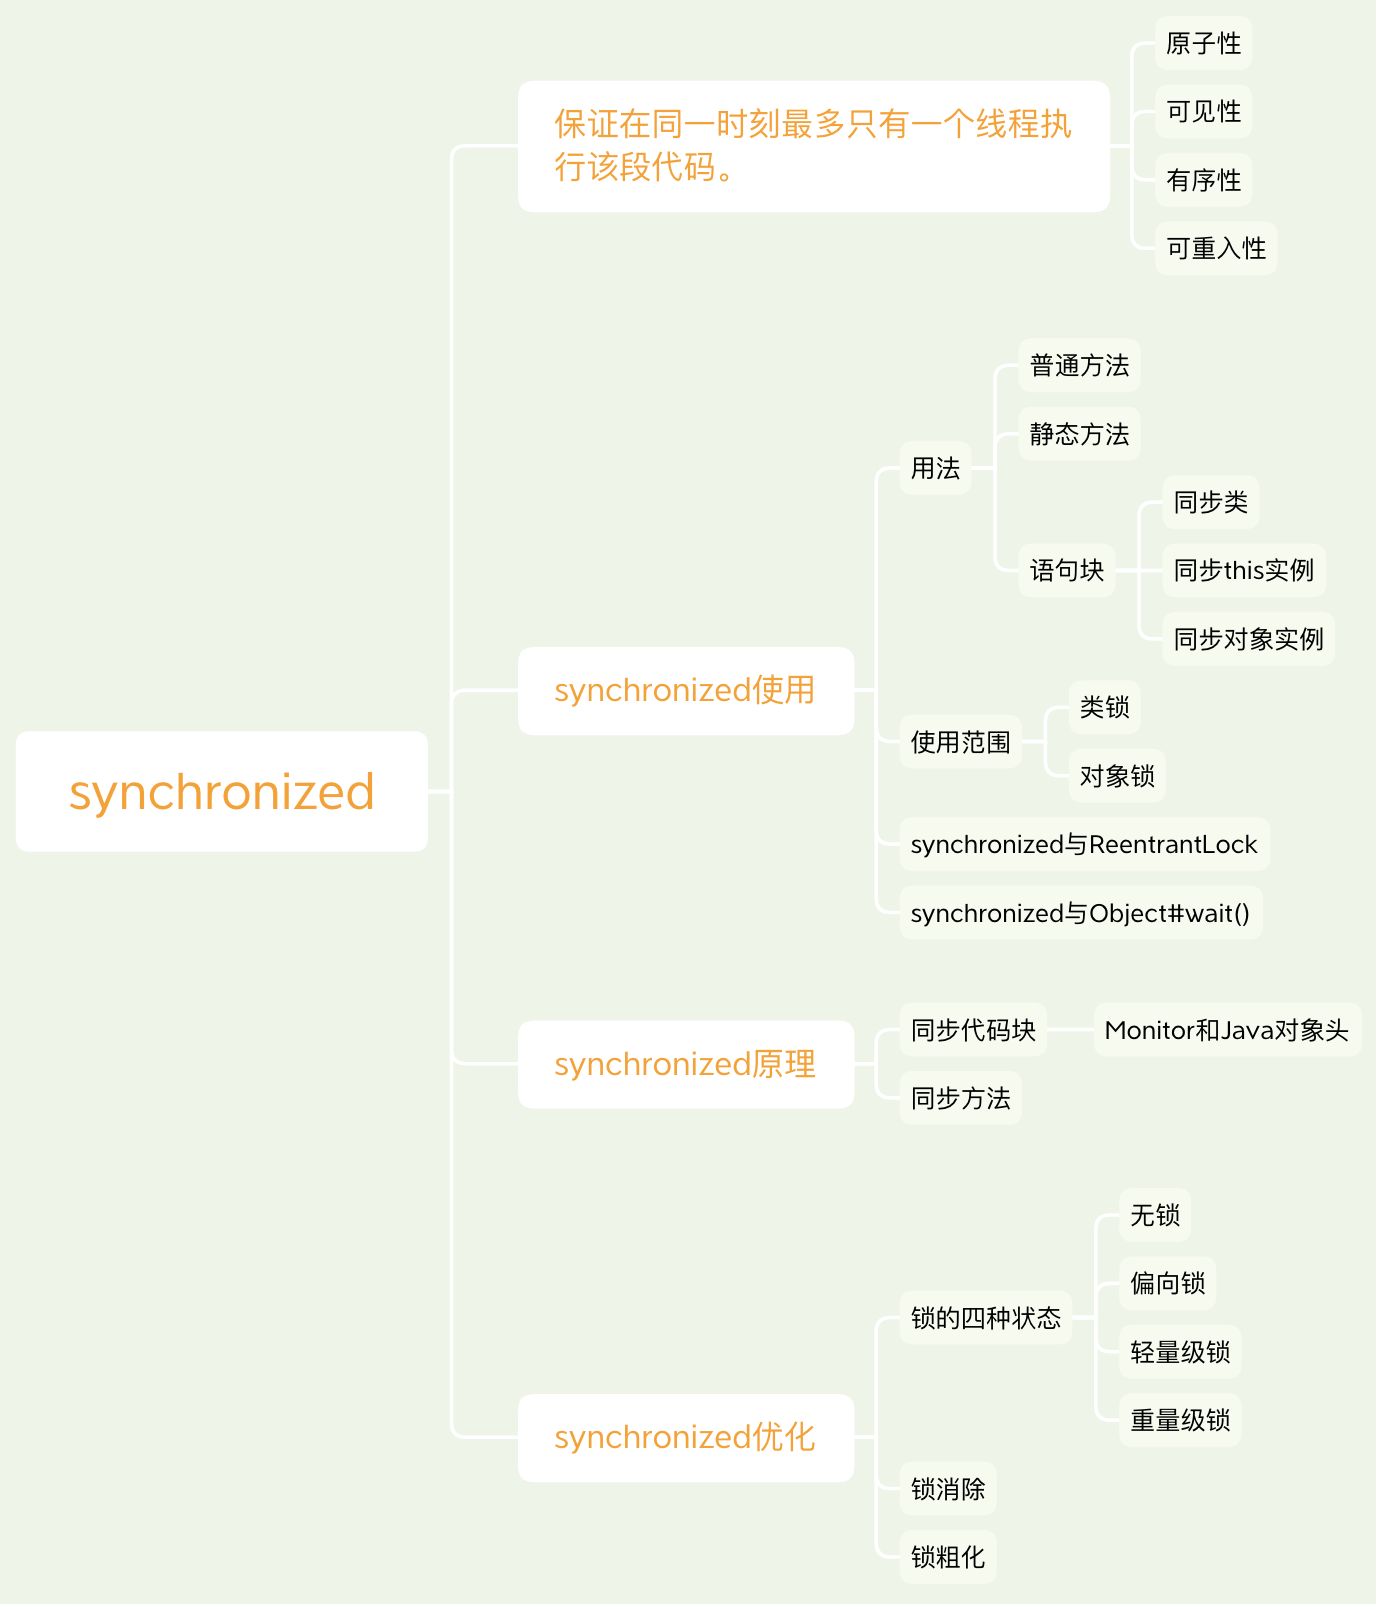 synchronized
保证在同一时刻最多只有一个线程执
行该段代码。
原子性
可见性
有序性
可重入性
synchronized使用
用法
普通方法
静态方法
语句块
同步类
同步this实例
同步对象实例
使用范围
类锁
对象锁
synchronized与ReentrantLock
synchronized与Object#wait()
synchronized原理
同步代码块
Monitor和Java对象头
同步方法
synchronized优化
锁的四种状态
无锁
偏向锁
轻量级锁
重量级锁
锁消除
锁粗化